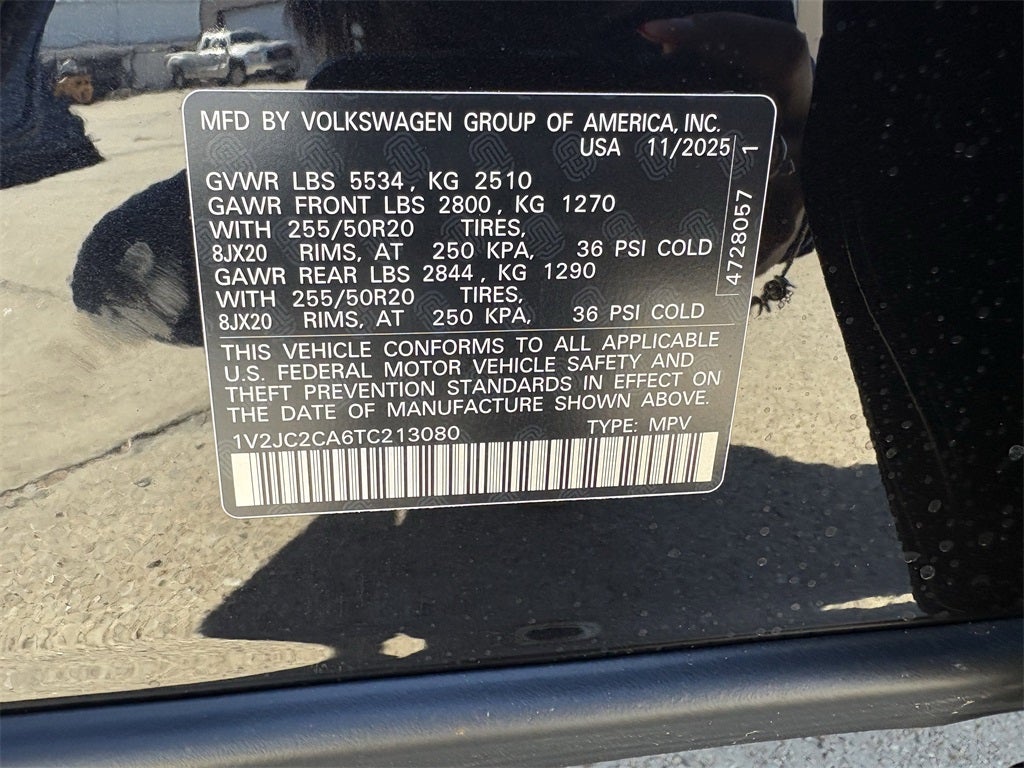 MFD BY VOLKSWAGEN GROUP OF AMERICA, INC.
USA 11/2025
GVWR LBS 5534, KG 2510
GAWR FRONT LBS 2800, KG 1270
WITH 255/50R20 TIRES,
8JX20 RIMS, AT 250 KPA, 36 PSI COLD
GAWR REAR LBS 2844, KG 1290
WITH 255/50R20 TIRES,
8JX20 RIMS, AT 250 KPA, 36 PSI COLD
4728057 1
THIS VEHICLE CONFORMS TO ALL APPLICABLE
U.S. FEDERAL MOTOR VEHICLE SAFETY AND
THEFT PREVENTION STANDARDS IN EFFECT ON
THE DATE OF MANUFACTURE SHOWN ABOVE.
1V2JC2CA6TC213080 TYPE: MPV